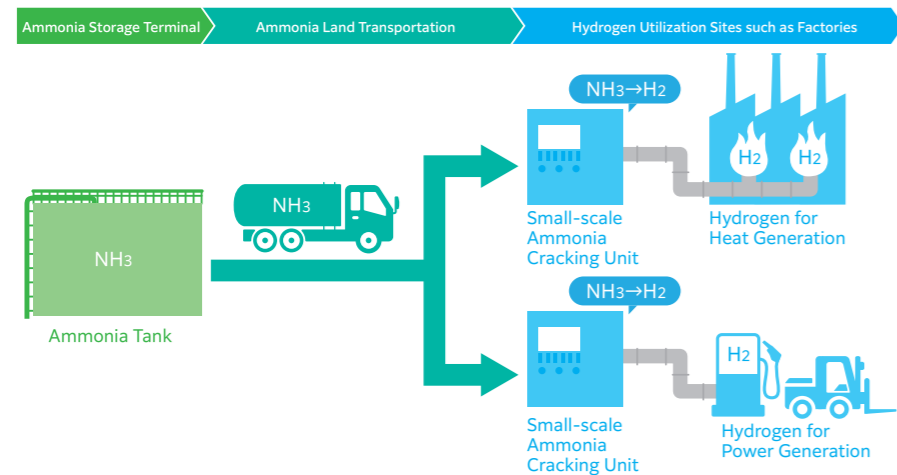 Ammonia Storage Terminal
Ammonia Land Transportation
Hydrogen Utilization Sites such as Factories
NH3→H2
H2
H2
NH3
Small-scale
Ammonia
Cracking Unit
Hydrogen for
Heat Generation
NH3
Ammonia Tank
NH3→H2
H2
Small-scale
Ammonia
Cracking Unit
Hydrogen for
Power Generation